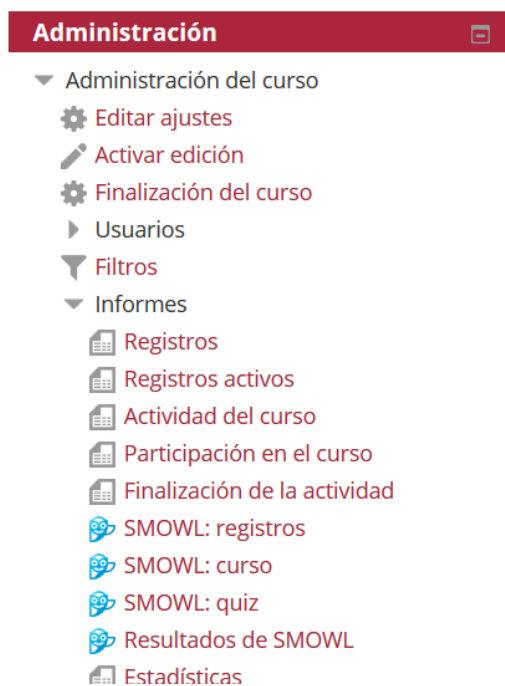 Administración
Administración del curso
Editar ajustes
Activar edición
Finalización del curso
Usuarios
Filtros
Informes
Registros
Registros activos
Actividad del curso
Participación en el curso
Finalización de la actividad
SMOWL: registros
SMOWL: curso
SMOWL: quiz
Resultados de SMOWL
Estadísticas